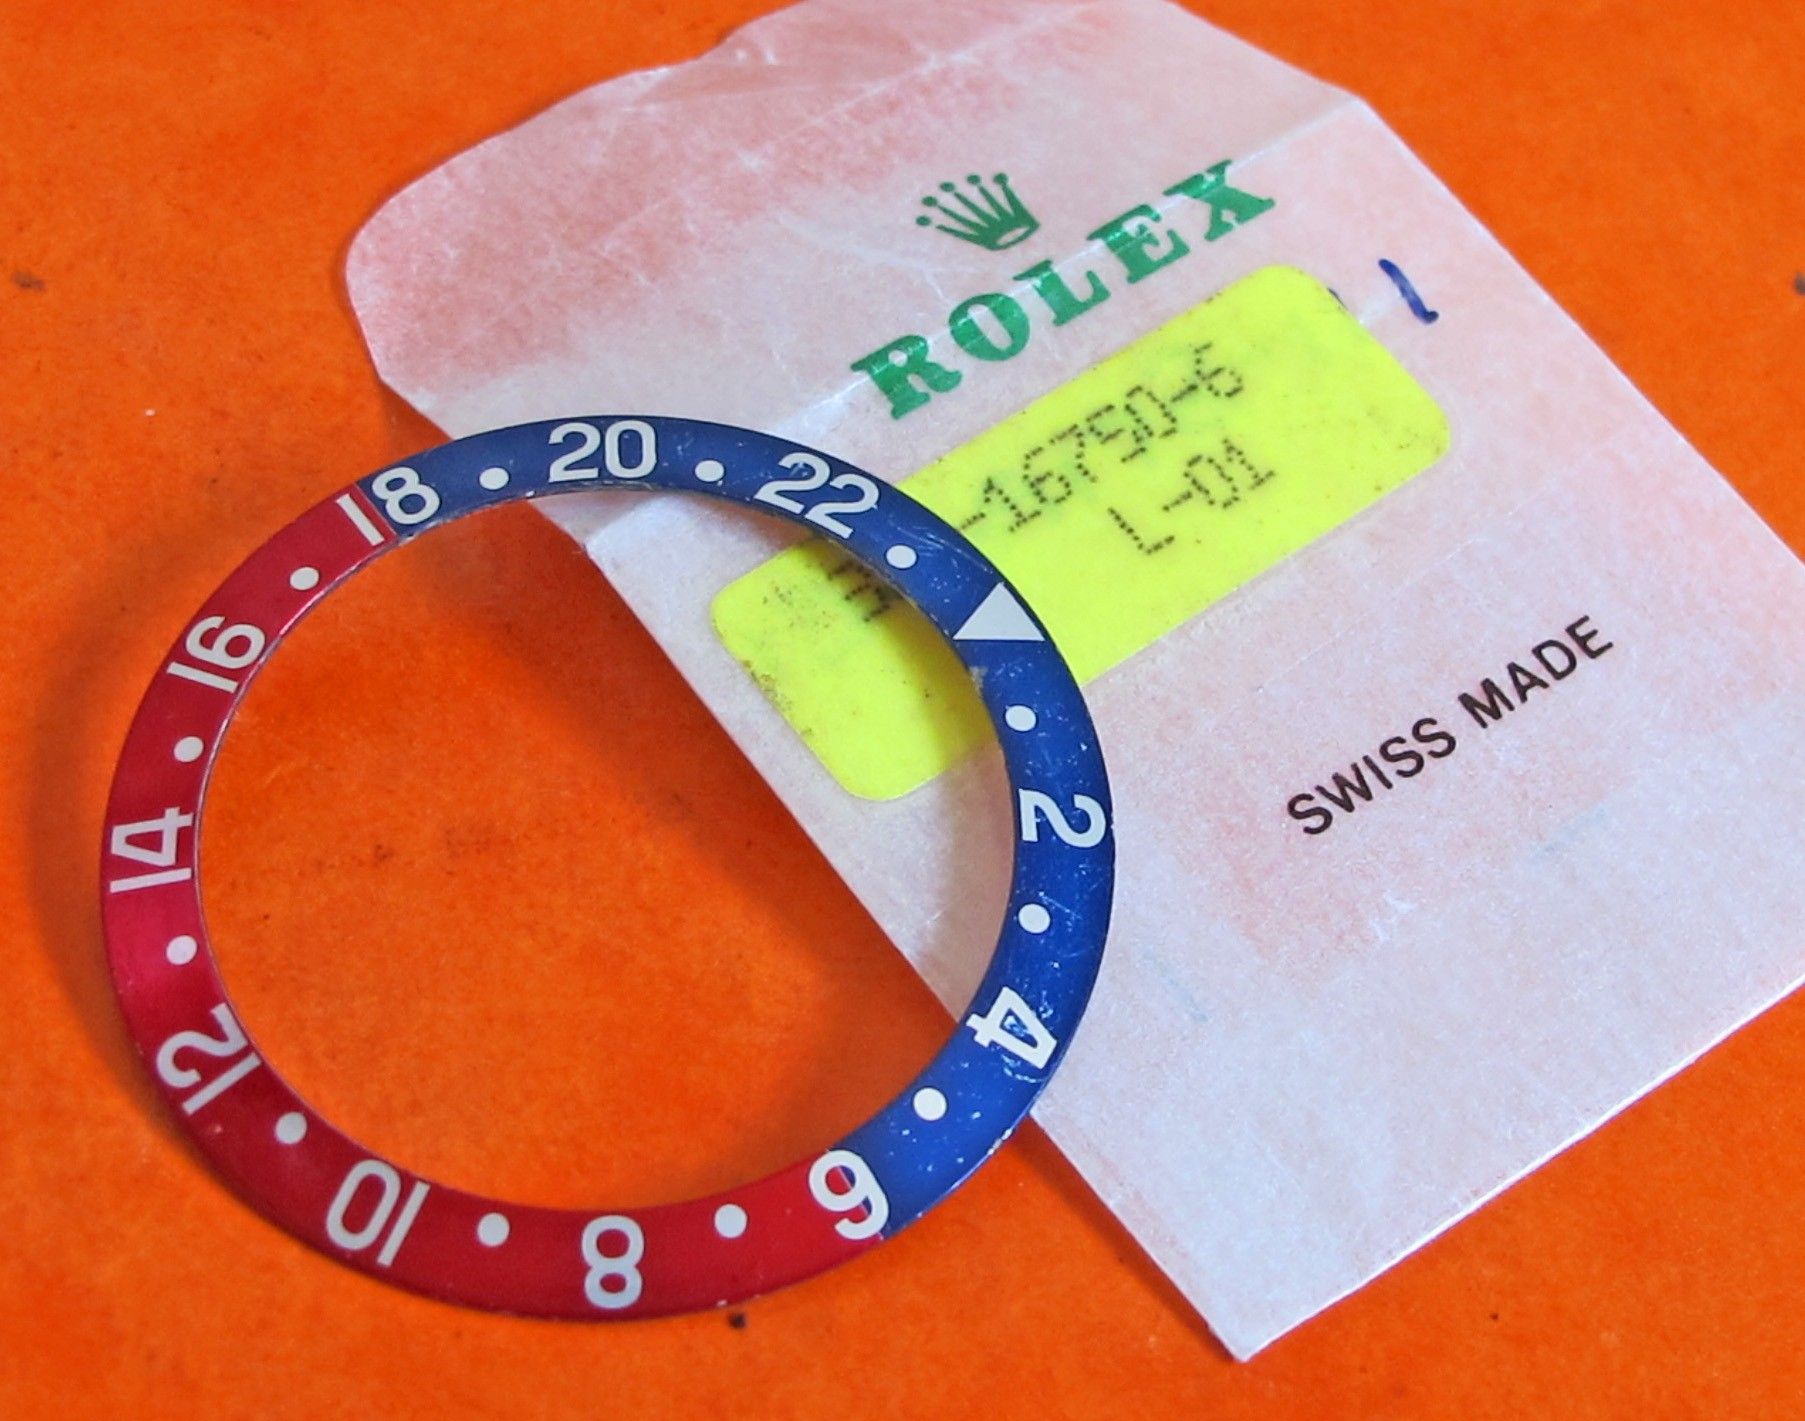 ROLEX
-16750-6
L -01
SWISS MADE
18 20 22 2 4 6 8 10 12 14 16